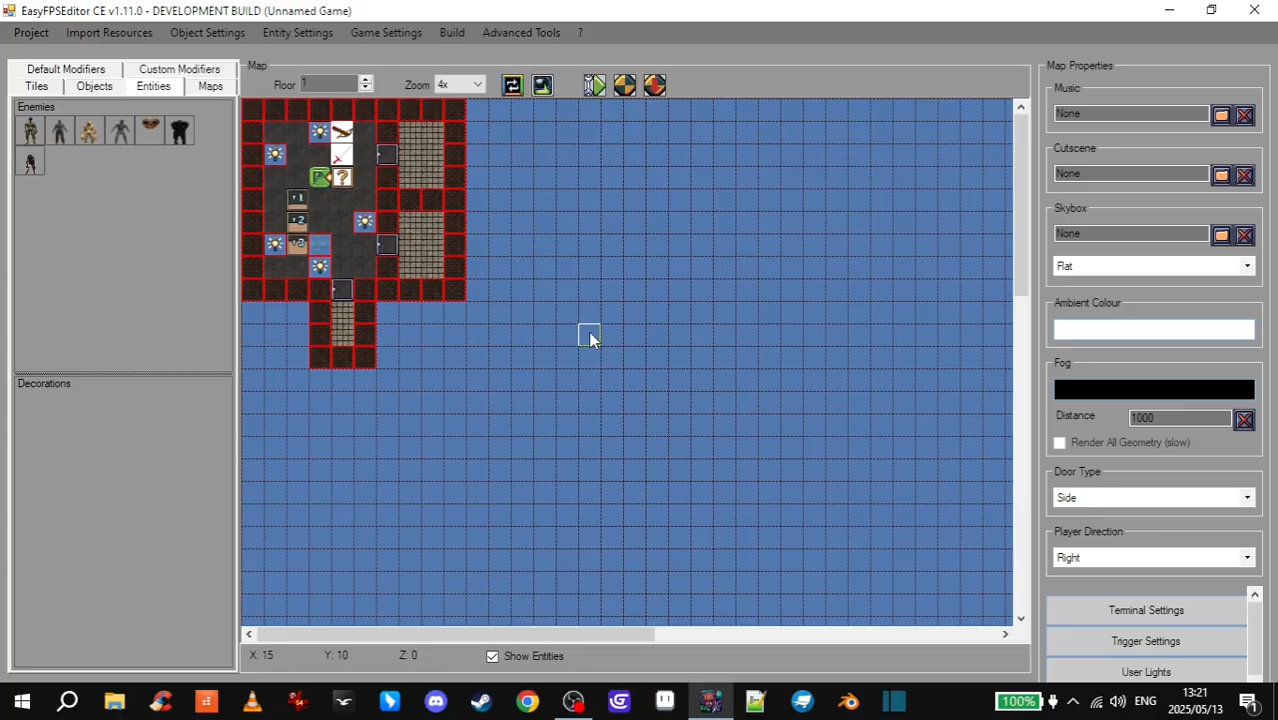 EasyFPSEditor CE v1.11.0 - DEVELOPMENT BUILD (Unnamed Game)
Project Import Resources Object Settings Entity Settings Game Settings Build Advanced Tools ?
Default Modifiers Custom Modifiers
Tiles Objects Entities Maps
Enemies
Decorations
Map
Floor 1 Zoom 4x
P ?
1
2
3
X: 15 Y: 10 Z: 0 Show Entities
Map Properties
Music
None
Cutscene
None
Skybox
None
Flat
Ambient Colour
Fog
Distance 1000
Render All Geometry (slow)
Door Type
Side
Player Direction
Right
Terminal Settings
Trigger Settings
User Lights
100% ENG 13:21
2025/05/13
1